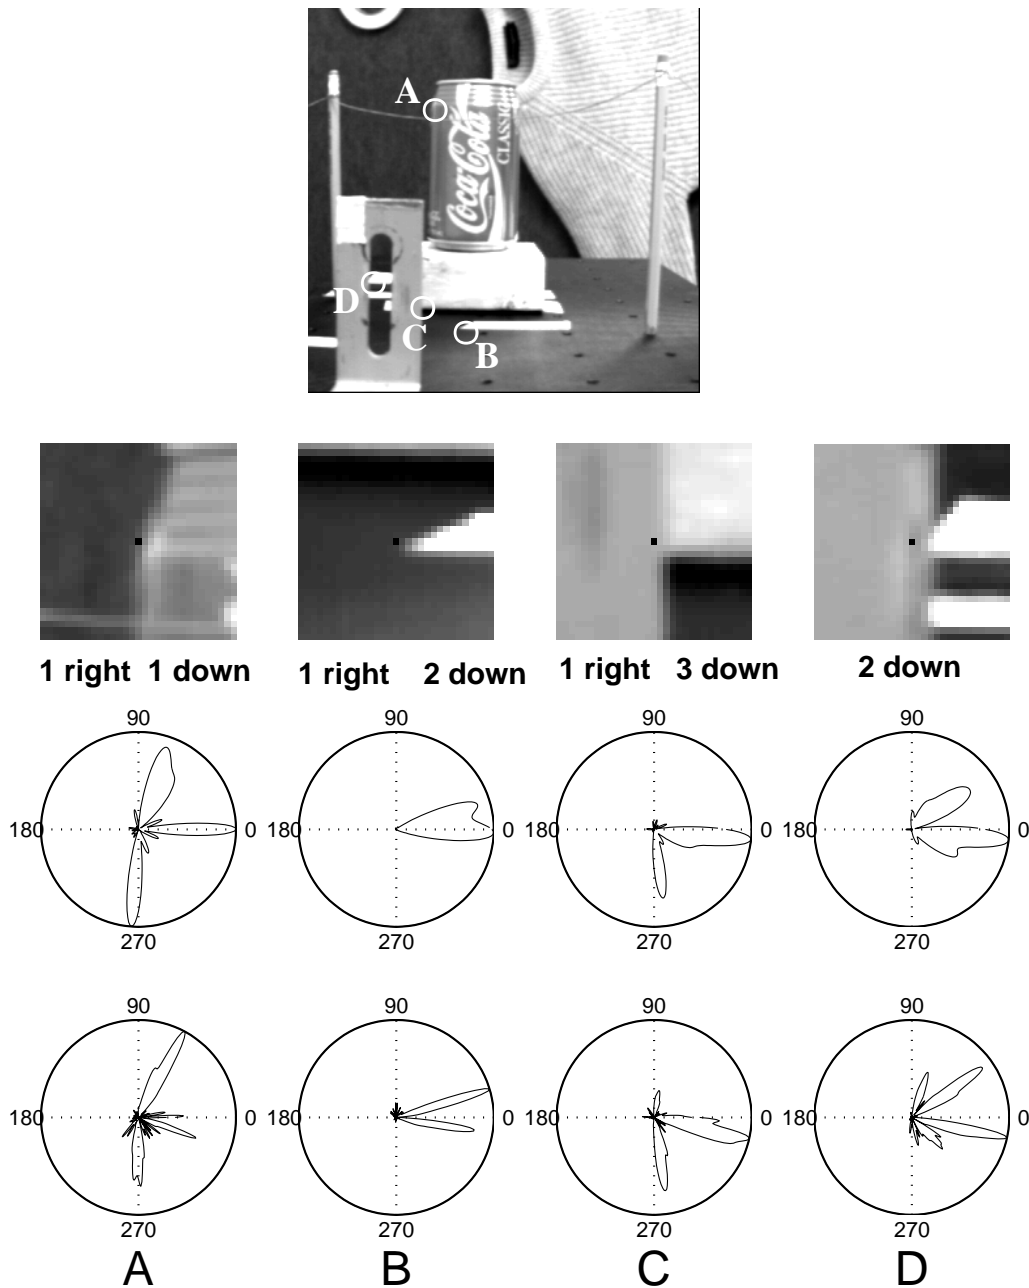 A
Coca-Cola
CLASSIC
D
C
B
1 right 1 down
1 right 2 down
1 right 3 down
2 down
90 90 90 90
180 0 180 0 180 0 180 0
270 270 270 270
90 90 90 90
180 0 180 0 180 0 180 0
270 270 270 270
A B C D